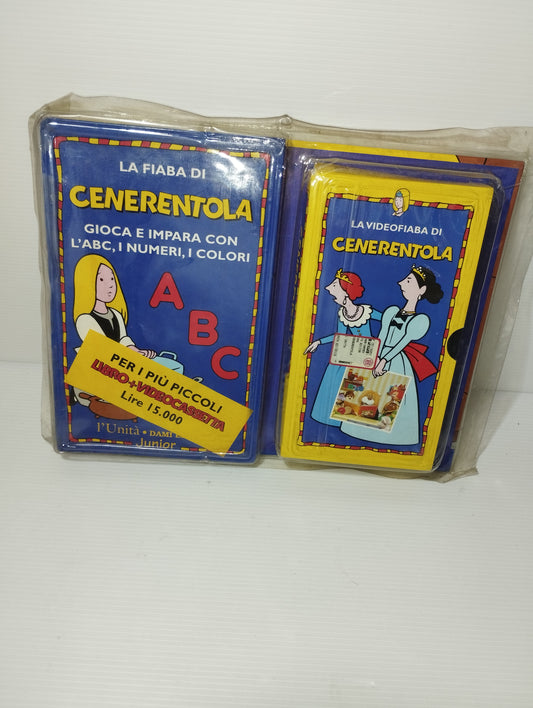 LA FIABA DI
CENERENTOLA
GIOCA E IMPARA CON
L'ABC, I NUMERI, I COLORI
A
B
C
PER I PIÙ PICCOLI
LIBRO+VIDEOCASSETTA
Lire 15.000
l'Unità • DAMI
Junior
LA VIDEOFIABA DI
CENERENTOLA